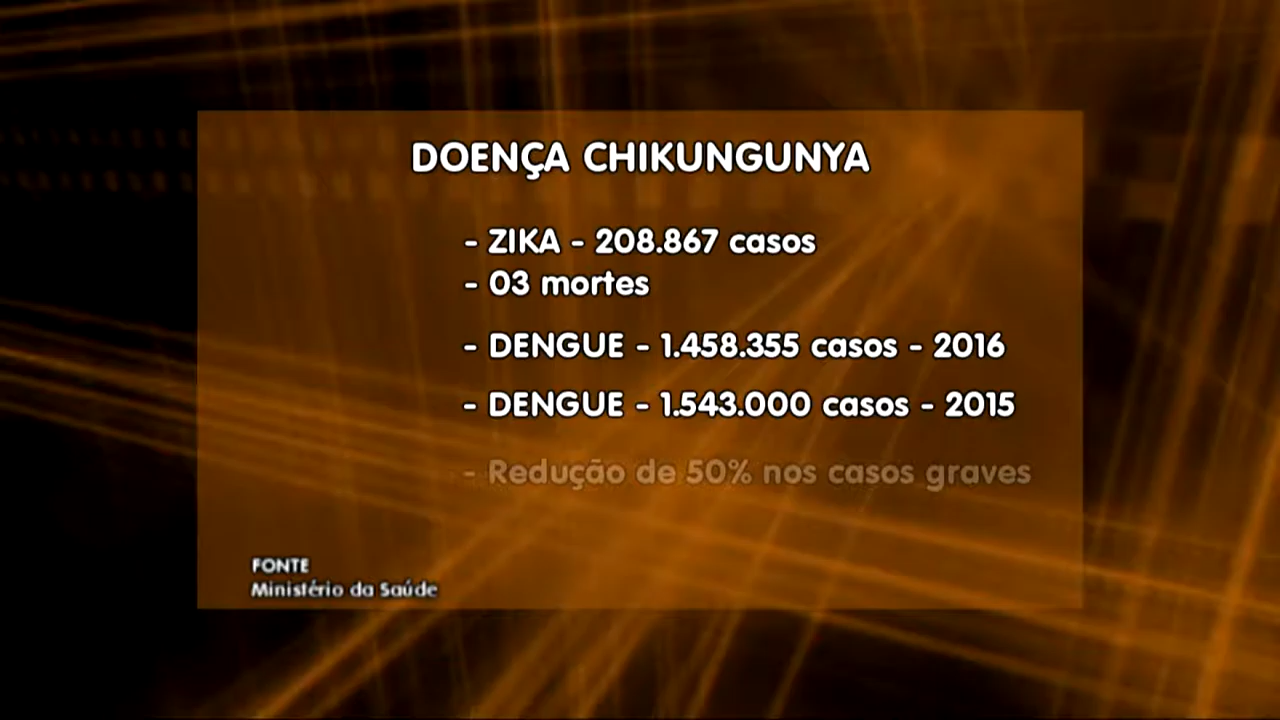 DOENÇA CHIKUNGUNYA
- ZIKA - 208.867 casos
- 03 mortes
- DENGUE - 1.458.355 casos - 2016
- DENGUE - 1.543.000 casos - 2015
- Redução de 50% nos casos graves
FONTE
Ministério da Saúde